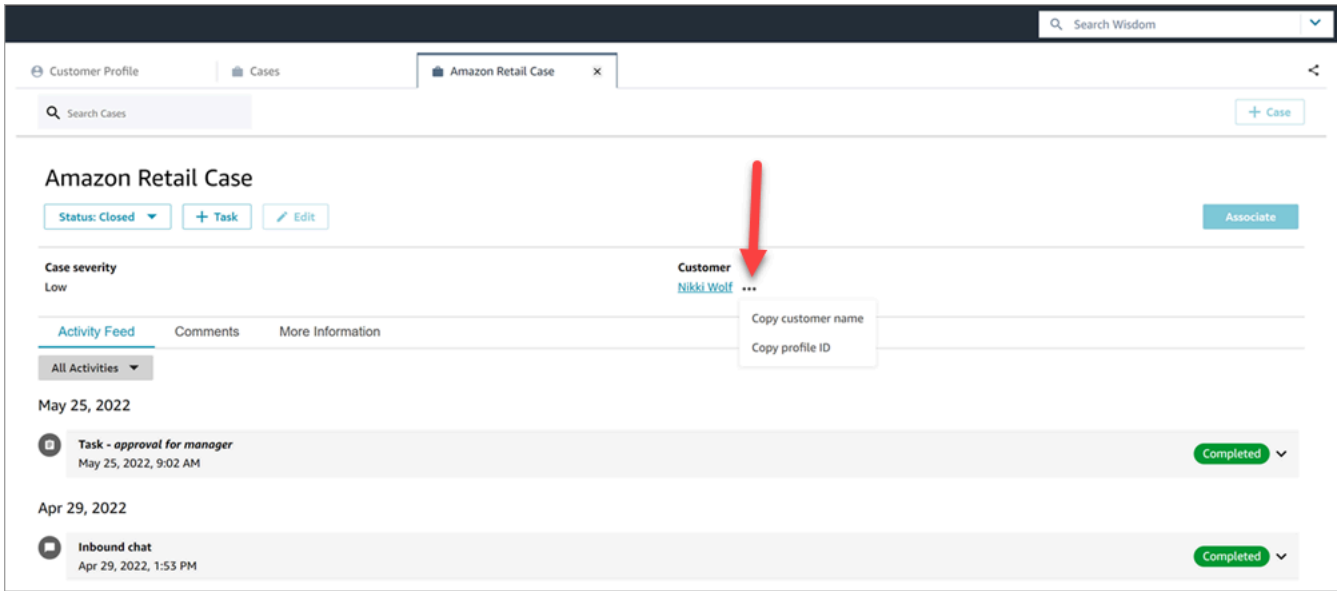 Search Wisdom
Customer Profile
Cases
Amazon Retail Case
Search Cases
+ Case
Amazon Retail Case
Status: Closed
+ Task
Edit
Associate
Case severity
Customer
Low
Nikki Wolf
Copy customer name
Copy profile ID
Activity Feed
Comments
More Information
All Activities
May 25, 2022
Task - approval for manager
May 25, 2022, 9:02 AM
Completed
Apr 29, 2022
Inbound chat
Apr 29, 2022, 1:53 PM
Completed